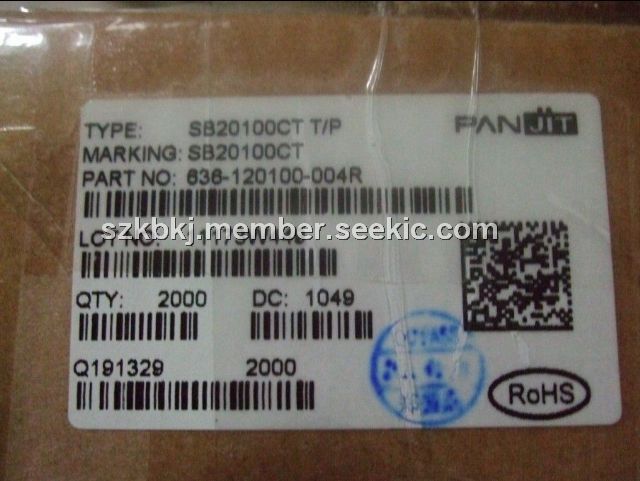 TYPE: SB20100CT T/P
PANJIT
MARKING: SB20100CT
PART NO: 636-120100-004R
szkbkj.member.seekic.com
QTY: 2000 DC: 1049
Q191329 2000
RoHS